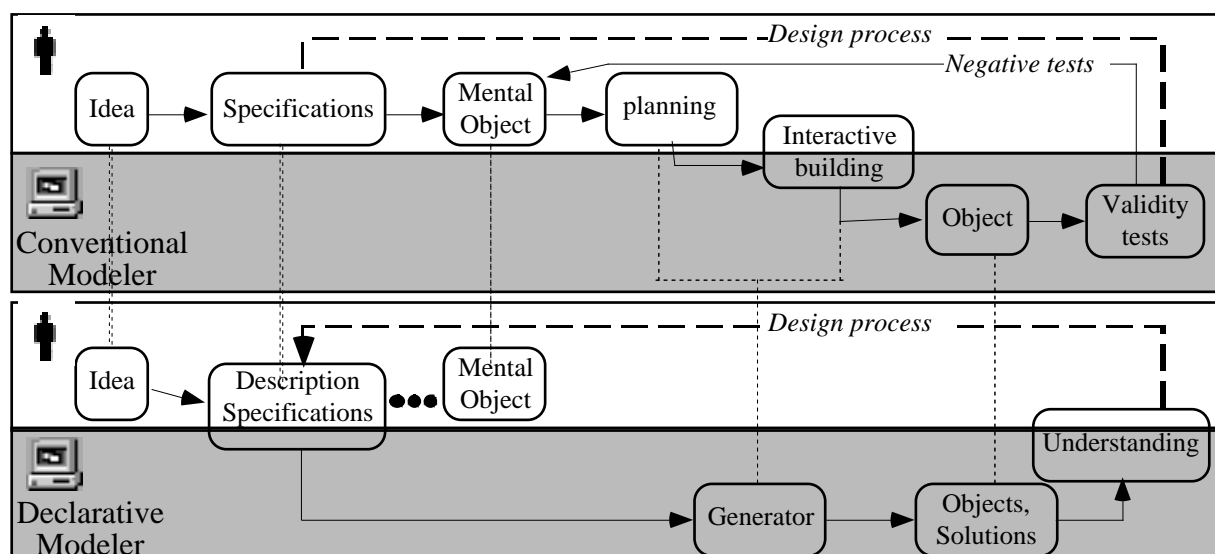 Design process
Negative tests
Idea
Specifications
Mental
Object
planning
Interactive
building
Object
Validity
tests
Conventional
Modeler
Design process
Idea
Description
Specifications
Mental
Object
Understanding
Generator
Objects,
Solutions
Declarative
Modeler